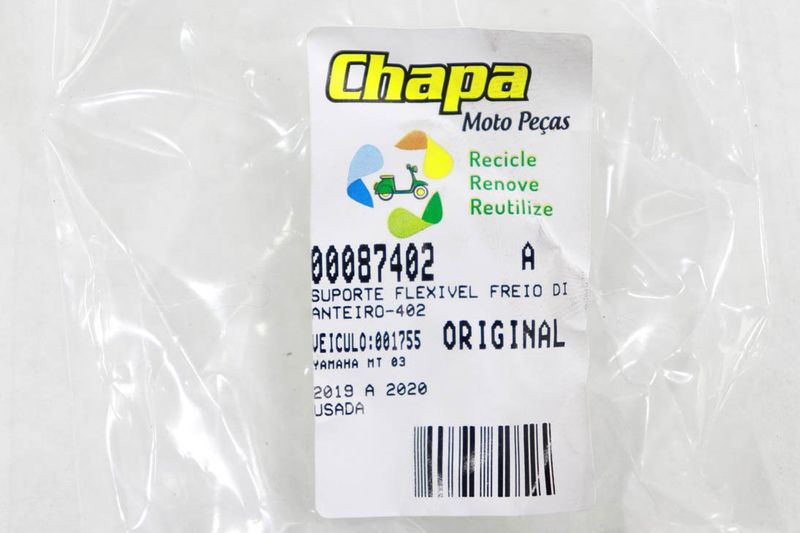 Chapa
Moto Peças
Recicle
Renove
Reutilize
00087402 A
SUPORTE FLEXIVEL FREIO DI
ANTEIRO-402
VEICULO:001755 ORIGINAL
YAMAHA MT 03
2019 A 2020
USADA